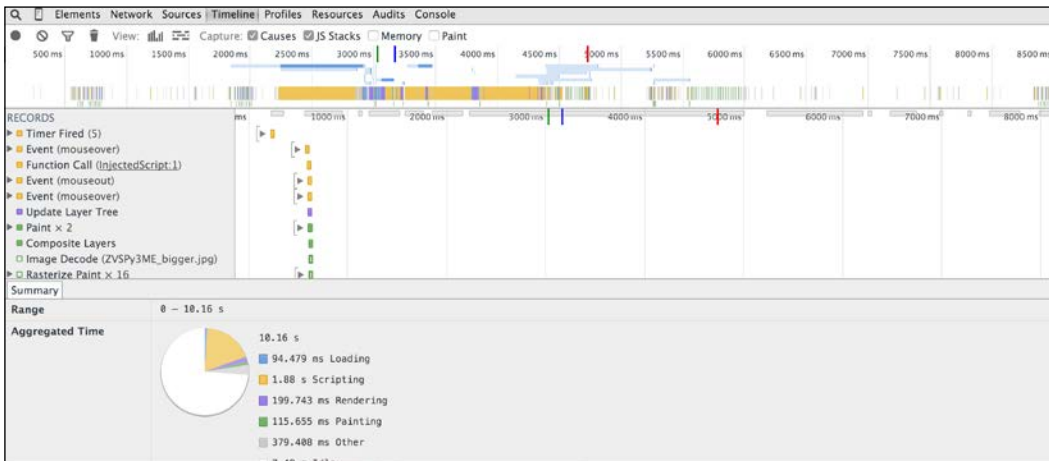 Elements Network Sources Timeline Profiles Resources Audits Console
View: Capture: Causes JS Stacks Memory Paint
500 ms 1000 ms 1500 ms 2000 ms 2500 ms 3000 ms 3500 ms 4000 ms 4500 ms 5000 ms 5500 ms 6000 ms 6500 ms 7000 ms 7500 ms 8000 ms 8500 ms
RECORDS ms 1000 ms 2000 ms 3000 ms 4000 ms 5000 ms 6000 ms 7000 ms 8000 ms
Timer Fired (5)
Event (mouseover)
Function Call (InjectedScript:1)
Event (mouseout)
Event (mouseover)
Update Layer Tree
Paint × 2
Composite Layers
Image Decode (ZVSPy3ME_bigger.jpg)
Rasterize Paint × 16
Summary
Range 0 – 10.16 s
Aggregated Time
10.16 s
94.479 ms Loading
1.88 s Scripting
199.743 ms Rendering
115.655 ms Painting
379.408 ms Other